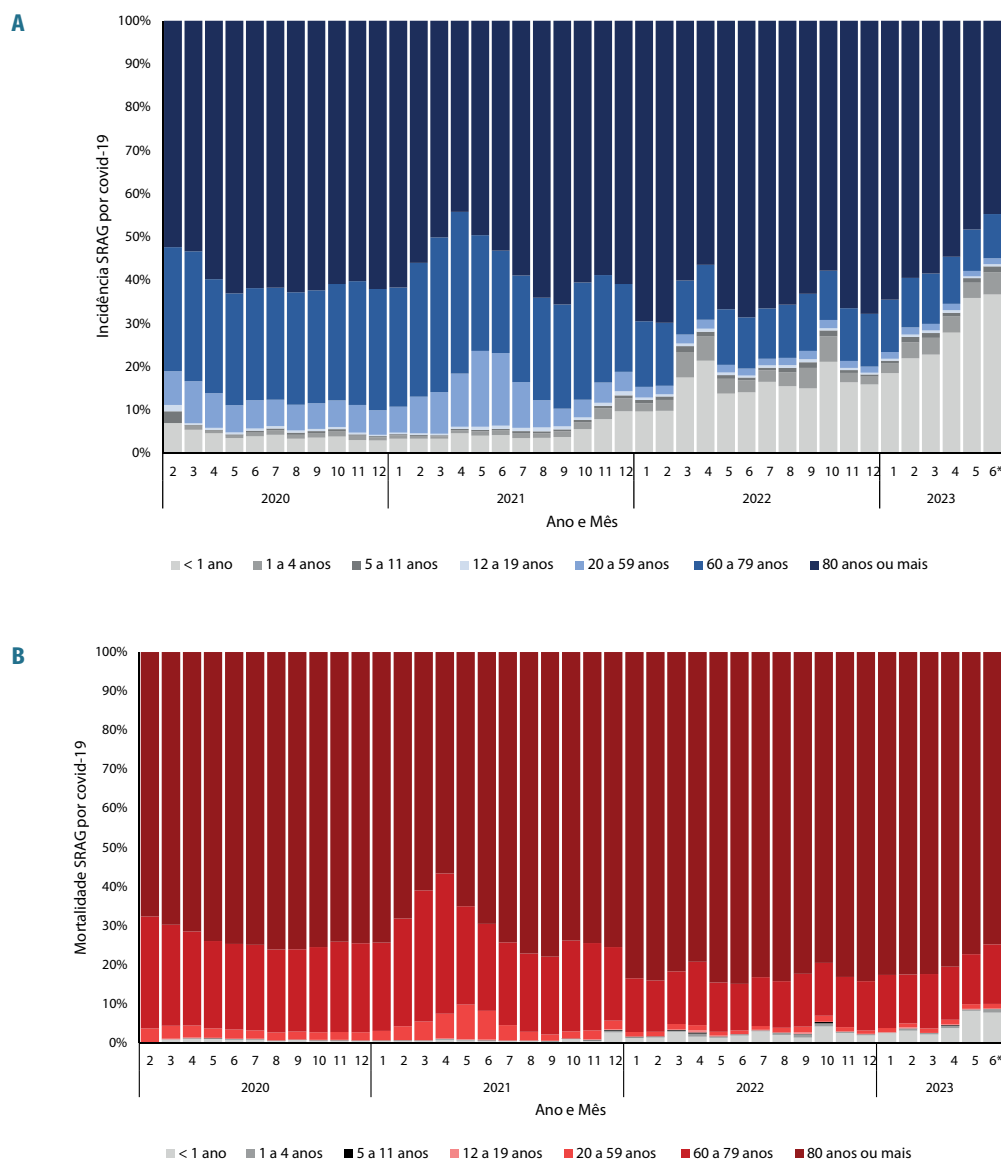 A
Incidência SRAG por covid-19
100%
90%
80%
70%
60%
50%
40%
30%
20%
10%
0%
2 3 4 5 6 7 8 9 10 11 12 1 2 3 4 5 6 7 8 9 10 11 12 1 2 3 4 5 6 7 8 9 10 11 12 1 2 3 4 5 6*
2020 2021 2022 2023
Ano e Mês
< 1 ano 1 a 4 anos 5 a 11 anos 12 a 19 anos 20 a 59 anos 60 a 79 anos 80 anos ou mais
B
Mortalidade SRAG por covid-19
100%
90%
80%
70%
60%
50%
40%
30%
20%
10%
0%
2 3 4 5 6 7 8 9 10 11 12 1 2 3 4 5 6 7 8 9 10 11 12 1 2 3 4 5 6 7 8 9 10 11 12 1 2 3 4 5 6*
2020 2021 2022 2023
Ano e Mês
< 1 ano 1 a 4 anos 5 a 11 anos 12 a 19 anos 20 a 59 anos 60 a 79 anos 80 anos ou mais